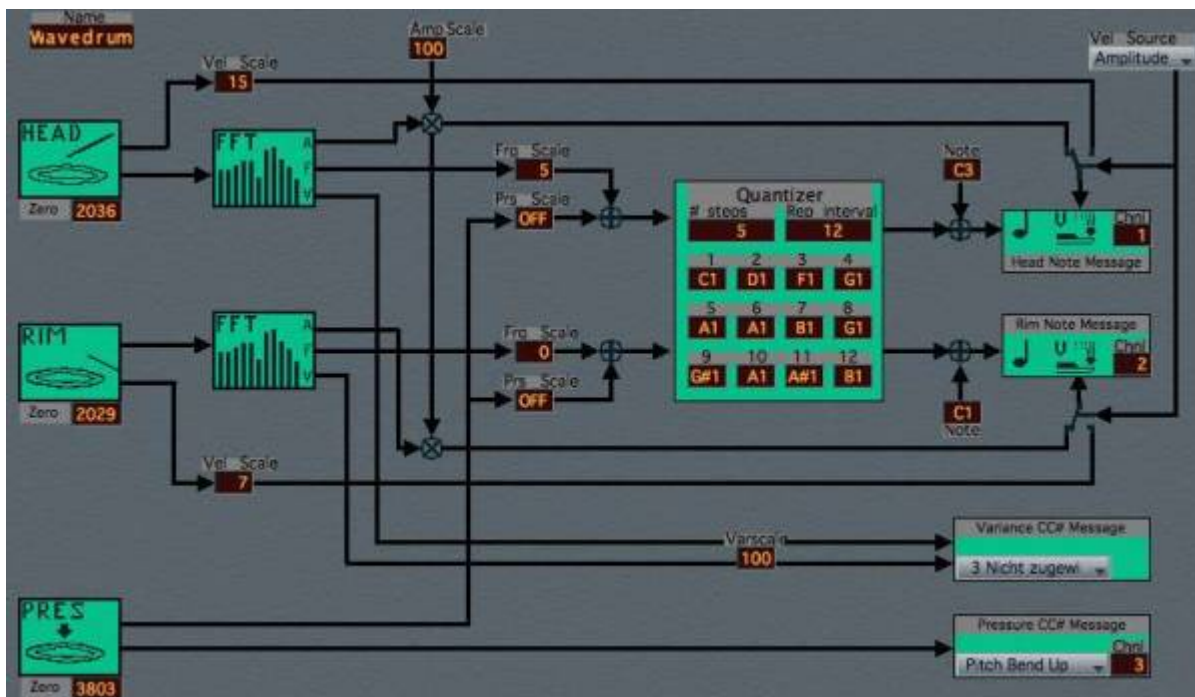 Name
Wavedrum
Amp Scale
100
Vel Source
Amplitude
Vel Scale
15
HEAD
Zero 2036
FFT
A
F
V
Frq Scale
5
Prs Scale
OFF
Quantizer
# steps Rep interval
5 12
1 2 3 4
C1 D1 F1 G1
5 6 7 8
A1 A1 B1 G1
9 10 11 12
G#1 A1 A#1 B1
Note
C3
Chnl
1
Head Note Message
RIM
Zero 2029
FFT
A
F
V
Frq Scale
0
Prs Scale
OFF
C1
Note
Rim Note Message
Chnl
2
Vel Scale
7
Varscale
100
Variance CC# Message
3 Nicht zugewi
PRES
Zero 3803
Pressure CC# Message
Chnl
Pitch Bend Up 3